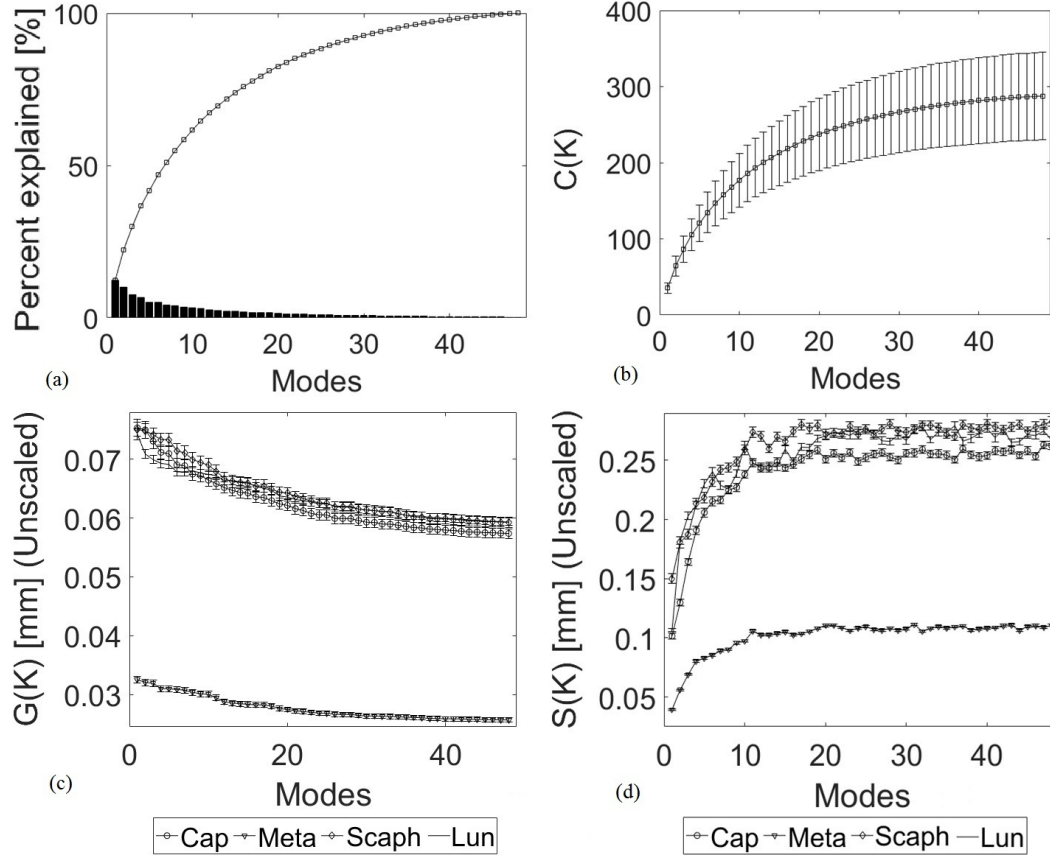 100
50
0
0
20
40
Percent explained [%]
Modes
(a)
400
300
200
100
0
0
10
20
30
40
C(K)
Modes
(b)
0.07
0.06
0.05
0.04
0.03
0
20
40
G(K) [mm] (Unscaled)
Modes
(c)
Cap Meta Scaph Lun
0.25
0.2
0.15
0.1
0.05
0
10
20
30
40
S(K) [mm] (Unscaled)
Modes
(d)
Cap Meta Scaph Lun